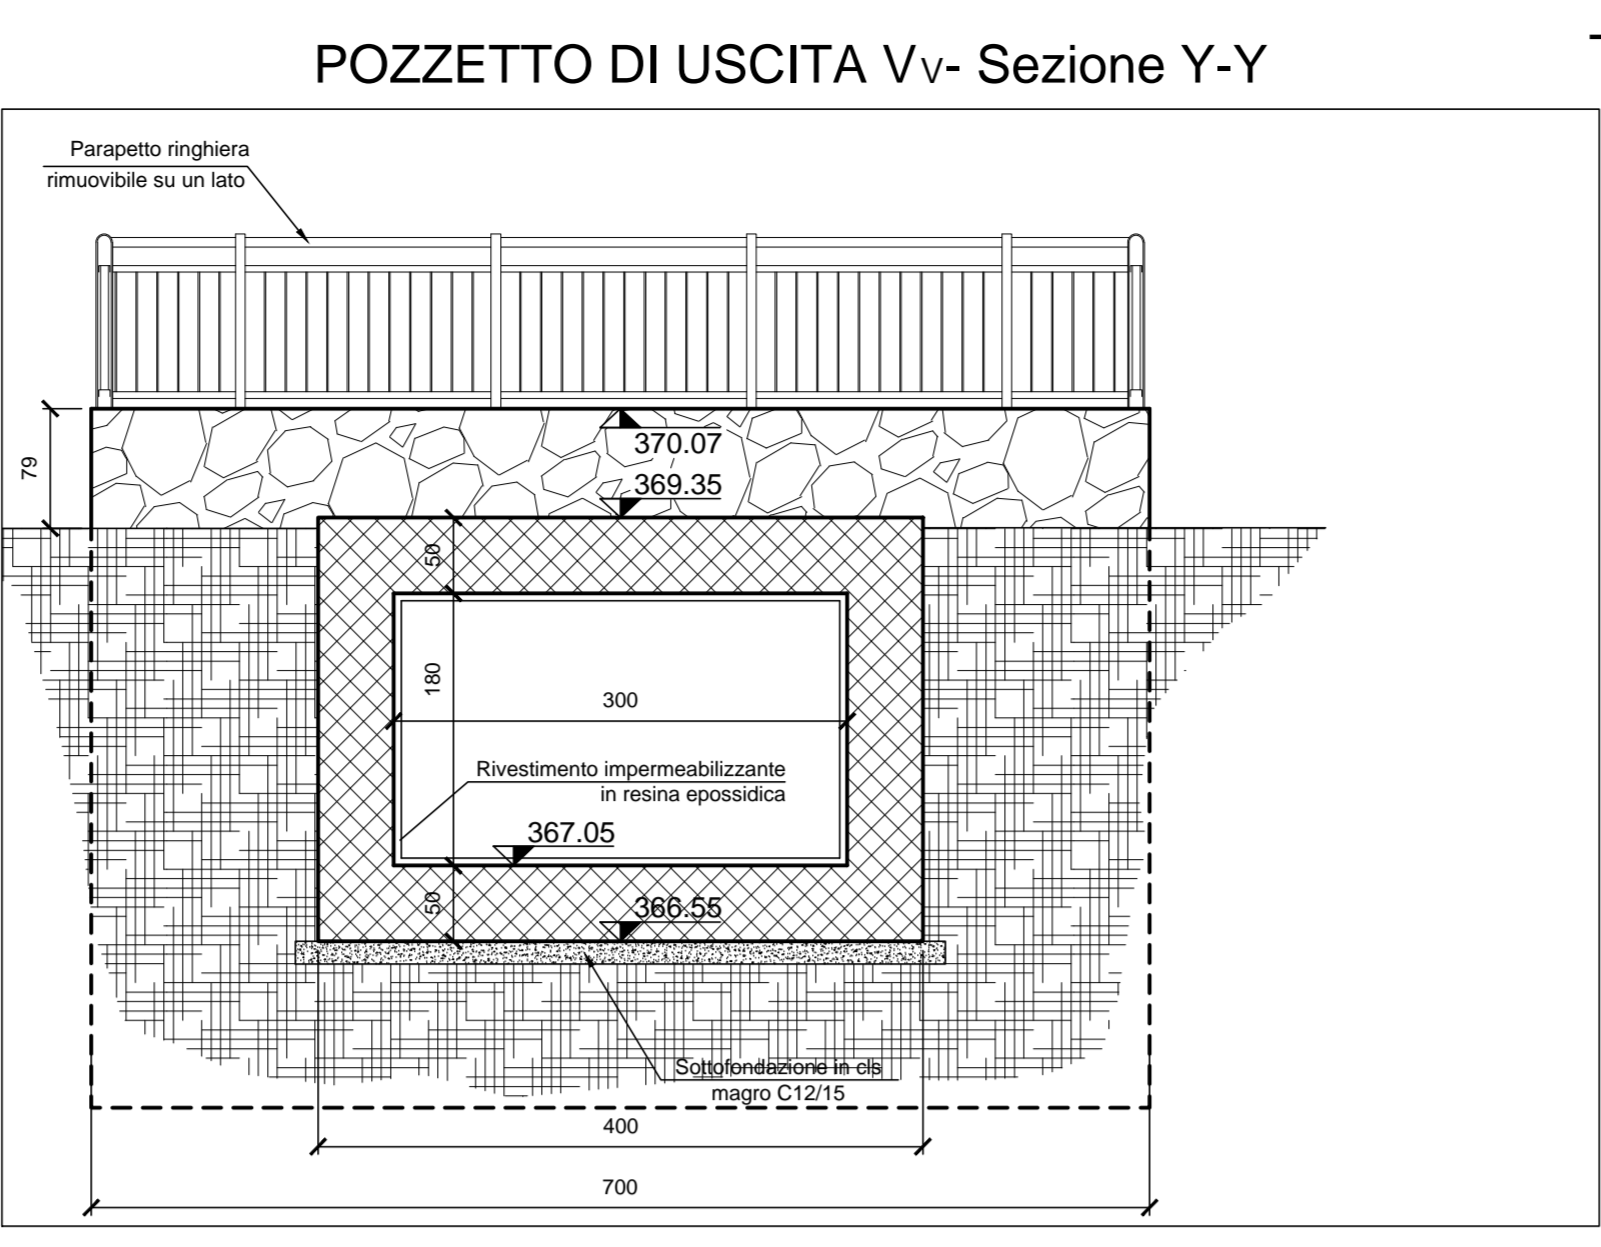 POZZETTO DI USCITA VV- Sezione Y-Y
Parapetto ringhiera
rimuovibile su un lato
79
370.07
369.35
50
180
300
Rivestimento impermeabilizzante
in resina epossidica
367.05
50
366.55
Sottofondazione in cls
magro C12/15
400
700